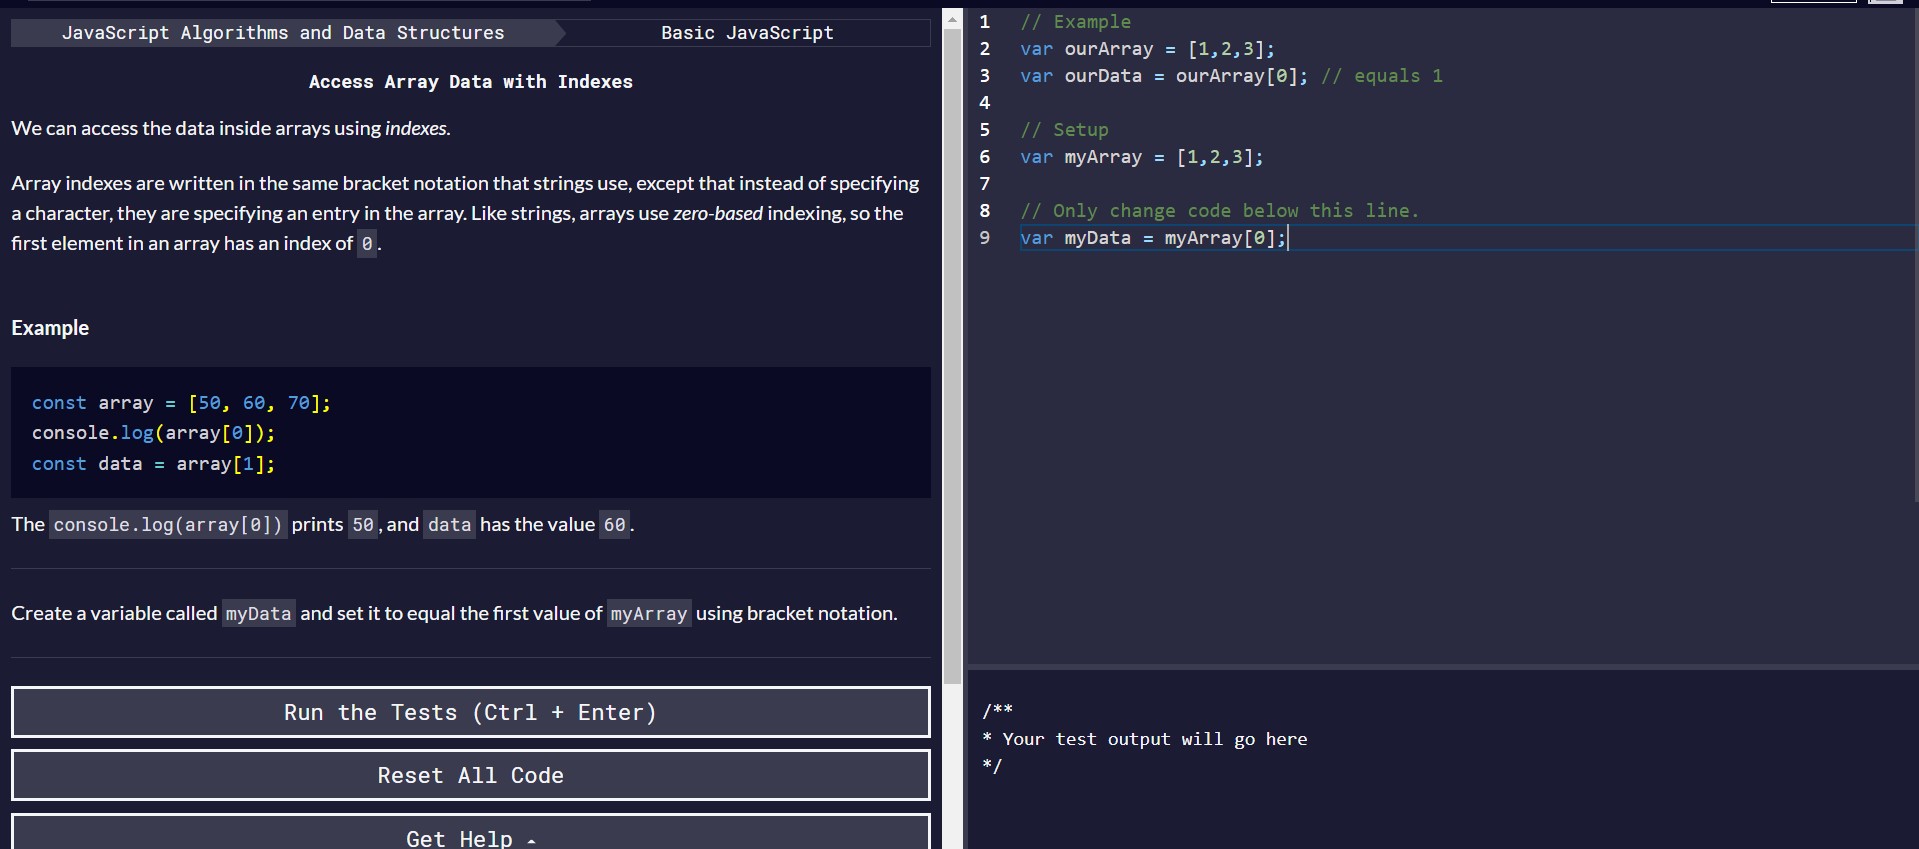 JavaScript Algorithms and Data Structures
Basic JavaScript
Access Array Data with Indexes
We can access the data inside arrays using indexes.
Array indexes are written in the same bracket notation that strings use, except that instead of specifying
a character, they are specifying an entry in the array. Like strings, arrays use zero-based indexing, so the
first element in an array has an index of 0.
Example
const array = [50, 60, 70];
console.log(array[0]);
const data = array[1];
The console.log(array[0]) prints 50, and data has the value 60.
Create a variable called myData and set it to equal the first value of myArray using bracket notation.
Run the Tests (Ctrl + Enter)
Reset All Code
Get Help
1 // Example
2 var ourArray = [1,2,3];
3 var ourData = ourArray[0]; // equals 1
4
5 // Setup
6 var myArray = [1,2,3];
7
8 // Only change code below this line.
9 var myData = myArray[0];
/**
* Your test output will go here
*/